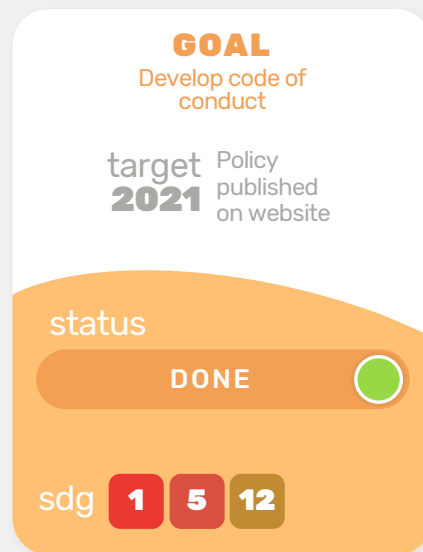 GOAL
Develop code of
conduct
target
2021
Policy
published
on website
status
DONE
sdg 1 5 12